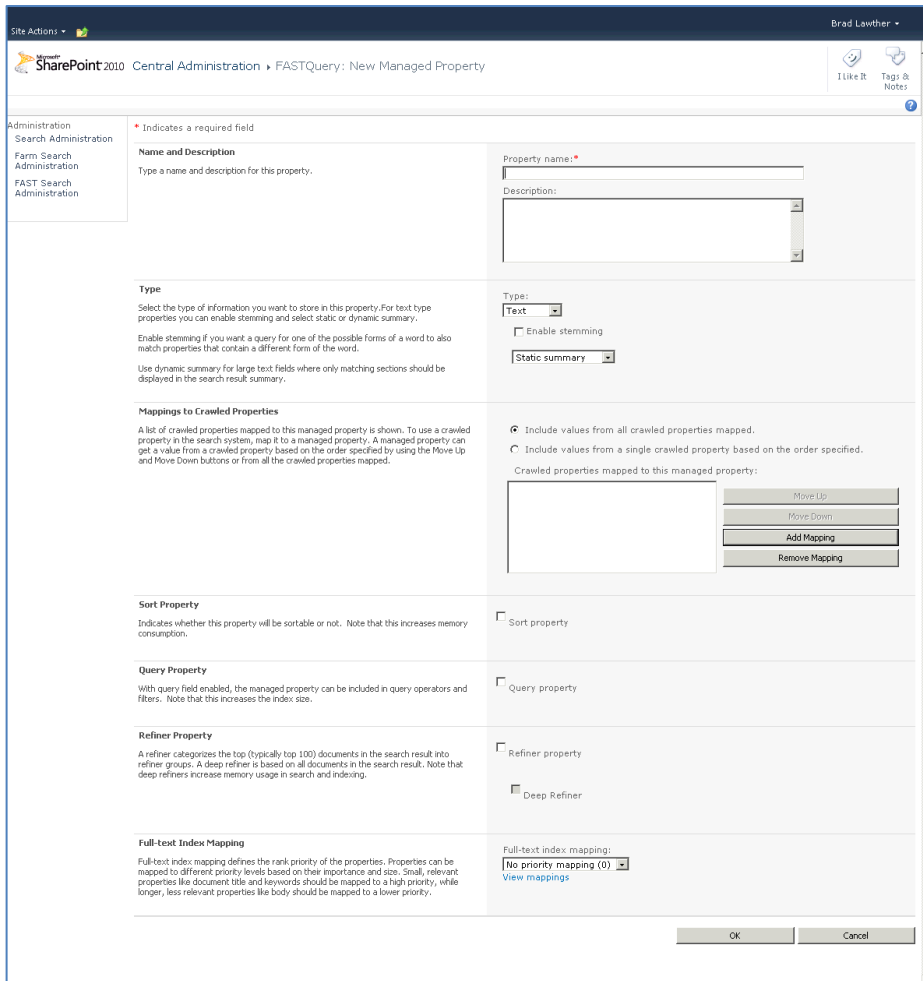 Brad Lawther
Site Actions
Microsoft
SharePoint 2010 Central Administration FASTQuery: New Managed Property
I Like It
Tags & Notes
Administration
Search Administration
Farm Search
Administration
FAST Search
Administration
* Indicates a required field
Name and Description
Type a name and description for this property.
Property name:*
Description:
Type
Select the type of information you want to store in this property.For text type
properties you can enable stemming and select static or dynamic summary.
Enable stemming if you want a query for one of the possible forms of a word to also
match properties that contain a different form of the word.
Use dynamic summary for large text fields where only matching sections should be
displayed in the search result summary.
Type:
Text
Enable stemming
Static summary
Mappings to Crawled Properties
A list of crawled properties mapped to this managed property is shown. To use a crawled
property in the search system, map it to a managed property. A managed property can
get a value from a crawled property based on the order specified by using the Move Up
and Move Down buttons or from all the crawled properties mapped.
Include values from all crawled properties mapped.
Include values from a single crawled property based on the order specified.
Crawled properties mapped to this managed property:
Move Up
Move Down
Add Mapping
Remove Mapping
Sort Property
Indicates whether this property will be sortable or not. Note that this increases memory
consumption.
Sort property
Query Property
With query field enabled, the managed property can be included in query operators and
filters. Note that this increases the index size.
Query property
Refiner Property
A refiner categorizes the top (typically top 100) documents in the search result into
refiner groups. A deep refiner is based on all documents in the search result. Note that
deep refiners increase memory usage in search and indexing.
Refiner property
Deep Refiner
Full-text Index Mapping
Full-text index mapping defines the rank priority of the properties. Properties can be
mapped to different priority levels based on their importance and size. Small, relevant
properties like document title and keywords should be mapped to a high priority, while
longer, less relevant properties like body should be mapped to a lower priority.
Full-text index mapping:
No priority mapping (0)
View mappings
OK
Cancel